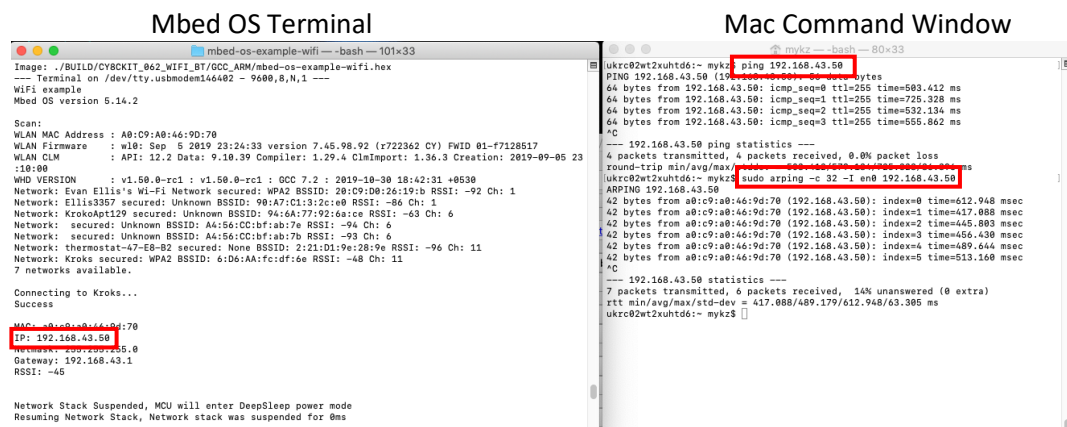 Mbed OS Terminal
mbed-os-example-wifi — -bash — 101×33
Image: ./BUILD/CY8CKIT_062_WIFI_BT/GCC_ARM/mbed-os-example-wifi.hex
--- Terminal on /dev/tty.usbmodem146402 - 9600,8,N,1 ---
WiFi example
Mbed OS version 5.14.2
Scan:
WLAN MAC Address : A0:C9:A0:46:9D:70
WLAN Firmware : wl0: Sep 5 2019 23:24:33 version 7.45.98.92 (r722362 CY) FWID 01-f7128517
WLAN CLM : API: 12.2 Data: 9.10.39 Compiler: 1.29.4 ClmImport: 1.36.3 Creation: 2019-09-05 23
:10:00
WHD VERSION : v1.50.0-rc1 : v1.50.0-rc1 : GCC 7.2 : 2019-10-30 18:42:31 +0530
Network: Evan Ellis's Wi-Fi Network secured: WPA2 BSSID: 20:C9:D0:26:19:b RSSI: -92 Ch: 1
Network: Ellis3357 secured: Unknown BSSID: 90:A7:C1:3:2c:e0 RSSI: -86 Ch: 1
Network: KrokoApt129 secured: Unknown BSSID: 94:6A:77:92:6a:ce RSSI: -63 Ch: 6
Network: secured: Unknown BSSID: A4:56:CC:bf:ab:7e RSSI: -94 Ch: 6
Network: secured: Unknown BSSID: A4:56:CC:bf:ab:7b RSSI: -93 Ch: 6
Network: thermostat-47-E8-B2 secured: None BSSID: 2:21:D1:9e:28:9e RSSI: -96 Ch: 11
Network: Kroks secured: WPA2 BSSID: 6:D6:AA:fc:df:6e RSSI: -48 Ch: 11
7 networks available.
Connecting to Kroks...
Success
MAC: a0:c9:a0:46:9d:70
IP: 192.168.43.50
Netmask: 255.255.255.0
Gateway: 192.168.43.1
RSSI: -45
Network Stack Suspended, MCU will enter DeepSleep power mode
Resuming Network Stack, Network stack was suspended for 0ms
Mac Command Window
mykz — -bash — 80×33
[ukrc02wt2xuhtd6:~ mykz$ ping 192.168.43.50 ]
PING 192.168.43.50 (192.168.43.50): 56 data bytes
64 bytes from 192.168.43.50: icmp_seq=0 ttl=255 time=503.412 ms
64 bytes from 192.168.43.50: icmp_seq=1 ttl=255 time=725.328 ms
64 bytes from 192.168.43.50: icmp_seq=2 ttl=255 time=532.134 ms
64 bytes from 192.168.43.50: icmp_seq=3 ttl=255 time=555.862 ms
^C
--- 192.168.43.50 ping statistics ---
4 packets transmitted, 4 packets received, 0.0% packet loss
round-trip min/avg/max/ ms
[ukrc02wt2xuhtd6:~ mykz$ sudo arping -c 32 -I en0 192.168.43.50 ]
ARPING 192.168.43.50
42 bytes from a0:c9:a0:46:9d:70 (192.168.43.50): index=0 time=612.948 msec
42 bytes from a0:c9:a0:46:9d:70 (192.168.43.50): index=1 time=417.088 msec
42 bytes from a0:c9:a0:46:9d:70 (192.168.43.50): index=2 time=445.803 msec
42 bytes from a0:c9:a0:46:9d:70 (192.168.43.50): index=3 time=456.430 msec
42 bytes from a0:c9:a0:46:9d:70 (192.168.43.50): index=4 time=489.644 msec
42 bytes from a0:c9:a0:46:9d:70 (192.168.43.50): index=5 time=513.160 msec
^C
--- 192.168.43.50 statistics ---
7 packets transmitted, 6 packets received, 14% unanswered (0 extra)
rtt min/avg/max/std-dev = 417.088/489.179/612.948/63.305 ms
ukrc02wt2xuhtd6:~ mykz$